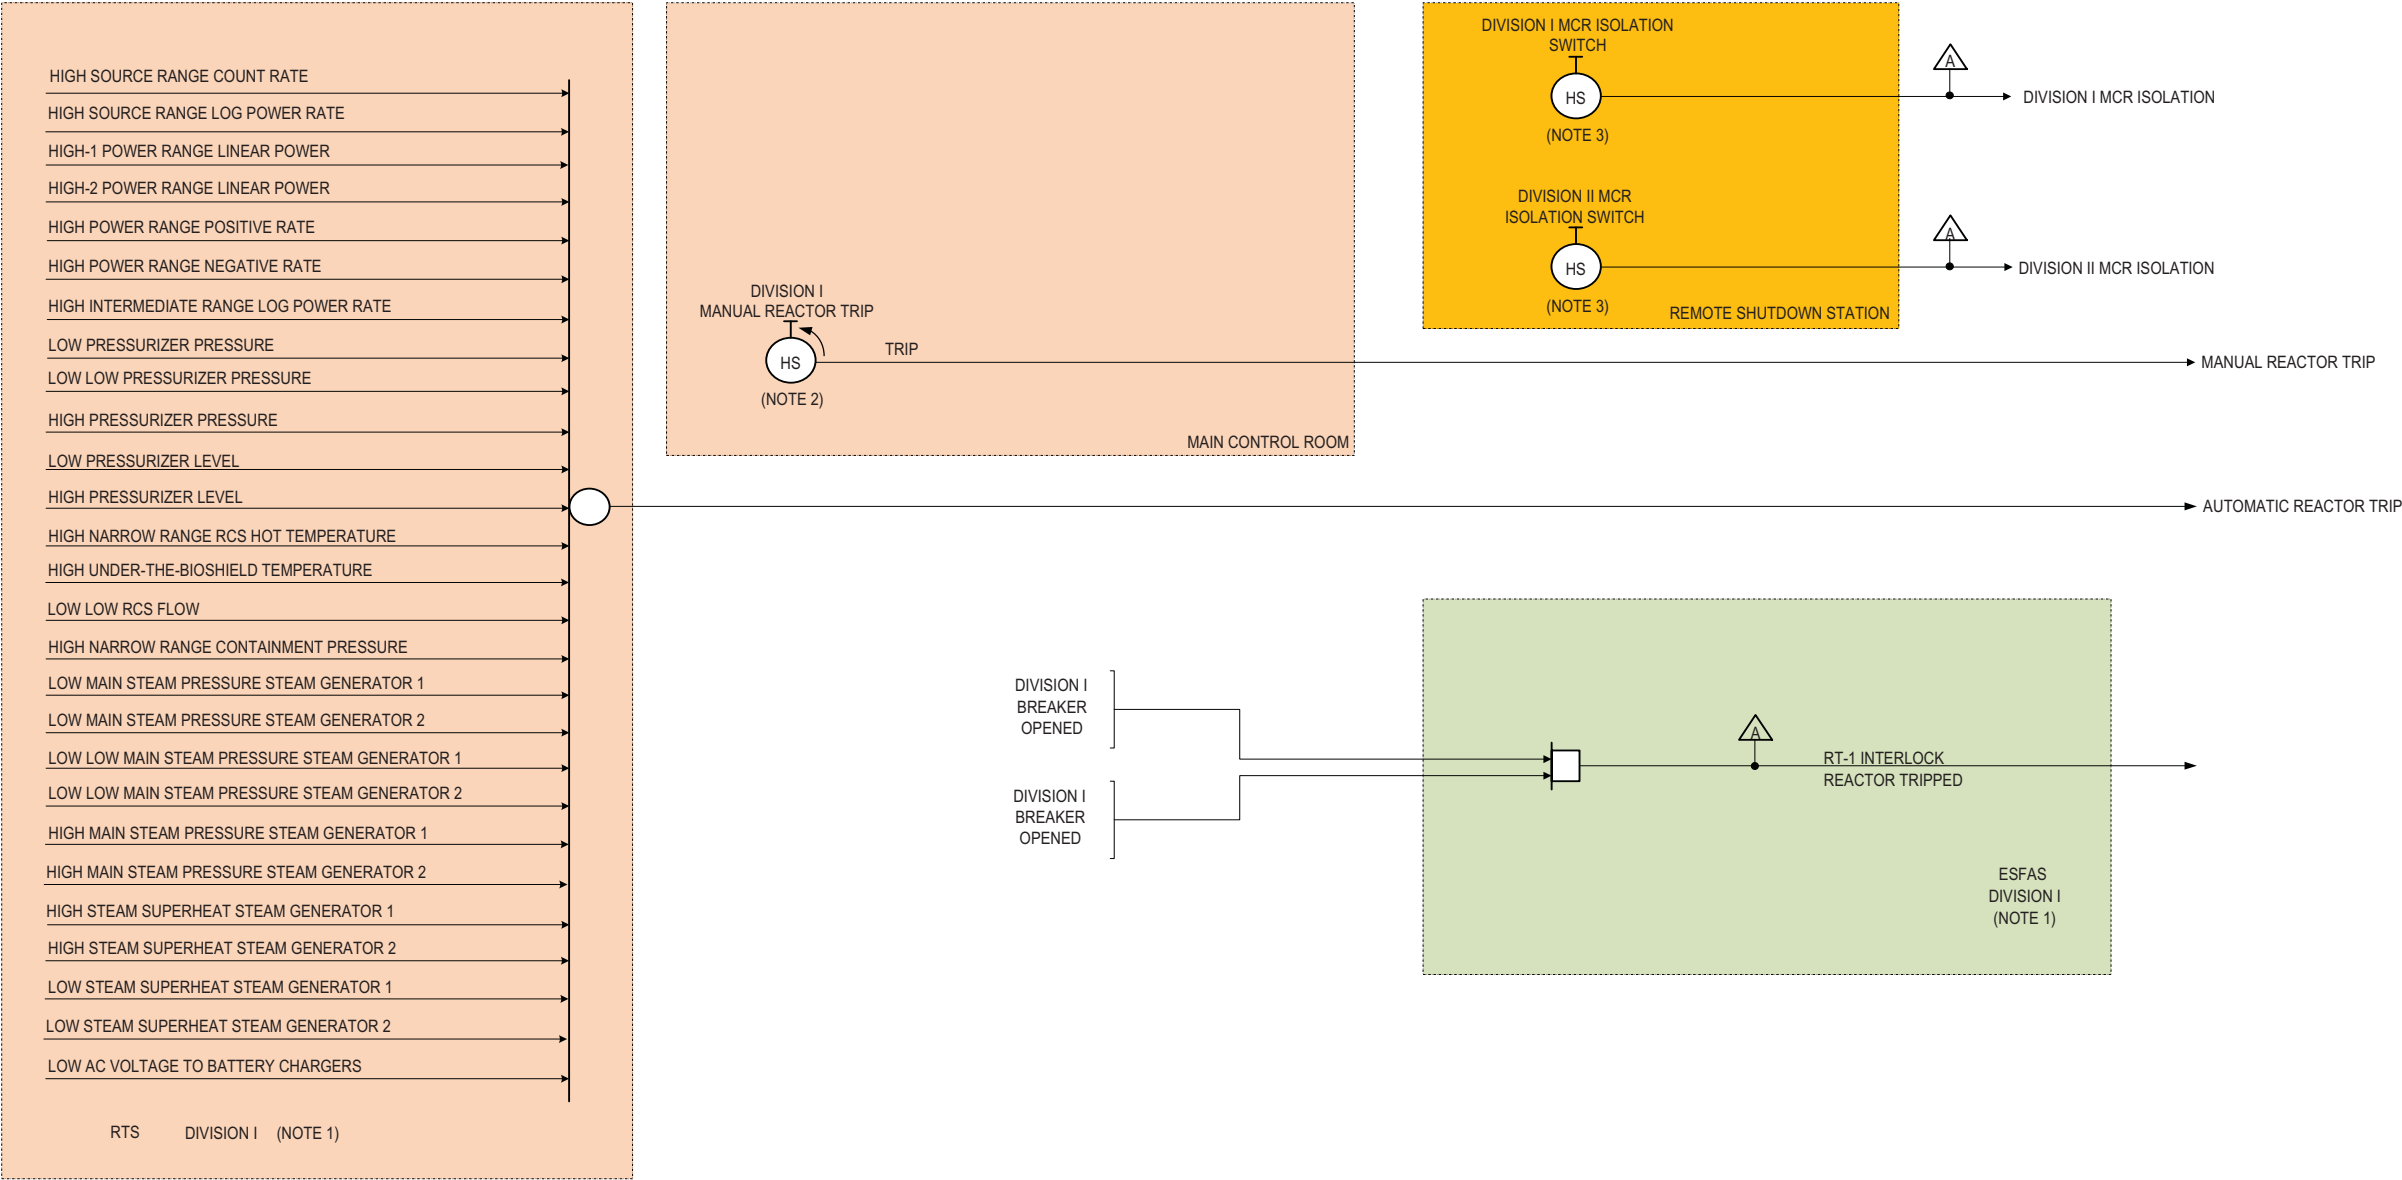 HIGH SOURCE RANGE COUNT RATE
HIGH SOURCE RANGE LOG POWER RATE
HIGH-1 POWER RANGE LINEAR POWER
HIGH-2 POWER RANGE LINEAR POWER
HIGH POWER RANGE POSITIVE RATE
HIGH POWER RANGE NEGATIVE RATE
HIGH INTERMEDIATE RANGE LOG POWER RATE
LOW PRESSURIZER PRESSURE
LOW LOW PRESSURIZER PRESSURE
HIGH PRESSURIZER PRESSURE
LOW PRESSURIZER LEVEL
HIGH PRESSURIZER LEVEL
HIGH NARROW RANGE RCS HOT TEMPERATURE
HIGH UNDER-THE-BIOSHIELD TEMPERATURE
LOW LOW RCS FLOW
HIGH NARROW RANGE CONTAINMENT PRESSURE
LOW MAIN STEAM PRESSURE STEAM GENERATOR 1
LOW MAIN STEAM PRESSURE STEAM GENERATOR 2
LOW LOW MAIN STEAM PRESSURE STEAM GENERATOR 1
LOW LOW MAIN STEAM PRESSURE STEAM GENERATOR 2
HIGH MAIN STEAM PRESSURE STEAM GENERATOR 1
HIGH MAIN STEAM PRESSURE STEAM GENERATOR 2
HIGH STEAM SUPERHEAT STEAM GENERATOR 1
HIGH STEAM SUPERHEAT STEAM GENERATOR 2
LOW STEAM SUPERHEAT STEAM GENERATOR 1
LOW STEAM SUPERHEAT STEAM GENERATOR 2
LOW AC VOLTAGE TO BATTERY CHARGERS
RTS DIVISION I (NOTE 1)
DIVISION I
MANUAL REACTOR TRIP
HS
(NOTE 2)
TRIP
MAIN CONTROL ROOM
DIVISION I MCR ISOLATION
SWITCH
HS
(NOTE 3)
A
DIVISION I MCR ISOLATION
DIVISION II MCR
ISOLATION SWITCH
HS
(NOTE 3)
A
DIVISION II MCR ISOLATION
REMOTE SHUTDOWN STATION
MANUAL REACTOR TRIP
AUTOMATIC REACTOR TRIP
DIVISION I
BREAKER
OPENED
DIVISION I
BREAKER
OPENED
A
RT-1 INTERLOCK
REACTOR TRIPPED
ESFAS
DIVISION I
(NOTE 1)